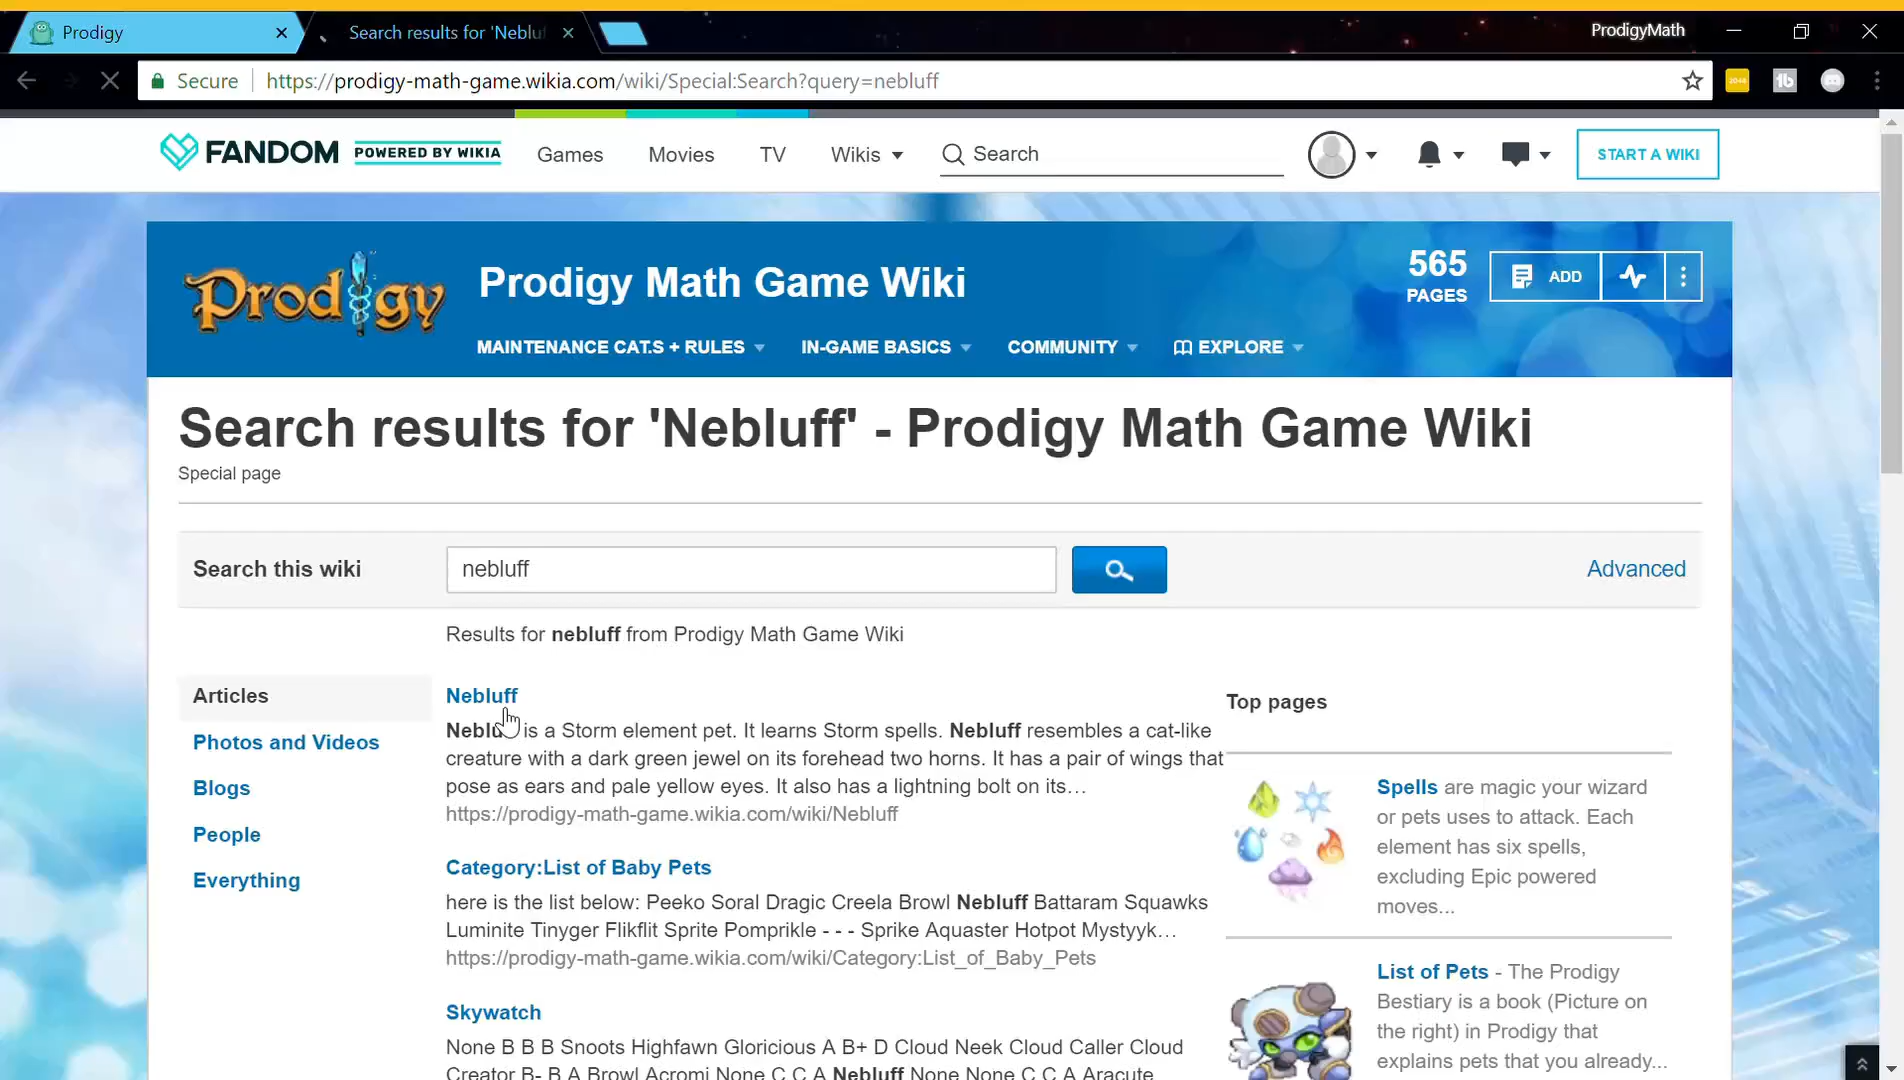 Prodigy
Search results for 'Neblu
ProdigyMath
Secure
https://prodigy-math-game.wikia.com/wiki/Special:Search?query=nebluff
2048
tb
FANDOM POWERED BY WIKIA
Games
Movies
TV
Wikis
Search
START A WIKI
Prodigy
Prodigy Math Game Wiki
565
PAGES
ADD
MAINTENANCE CAT.S + RULES
IN-GAME BASICS
COMMUNITY
EXPLORE
Search results for 'Nebluff' - Prodigy Math Game Wiki
Special page
Search this wiki
nebluff
Advanced
Results for nebluff from Prodigy Math Game Wiki
Articles
Photos and Videos
Blogs
People
Everything
Nebluff
Nebluff is a Storm element pet. It learns Storm spells. Nebluff resembles a cat-like
creature with a dark green jewel on its forehead two horns. It has a pair of wings that
pose as ears and pale yellow eyes. It also has a lightning bolt on its...
https://prodigy-math-game.wikia.com/wiki/Nebluff
Category:List of Baby Pets
here is the list below: Peeko Soral Dragic Creela Browl Nebluff Battaram Squawks
Luminite Tinyger Flikflit Sprite Pomprikle - - - Sprike Aquaster Hotpot Mystyyk...
https://prodigy-math-game.wikia.com/wiki/Category:List_of_Baby_Pets
Skywatch
None B B B Snoots Highfawn Gloricious A B+ D Cloud Neek Cloud Caller Cloud
Creator B- B A Browl Acromi None C C A Nebluff None None C C A Aracute
Top pages
Spells are magic your wizard
or pets uses to attack. Each
element has six spells,
excluding Epic powered
moves...
List of Pets - The Prodigy
Bestiary is a book (Picture on
the right) in Prodigy that
explains pets that you already...